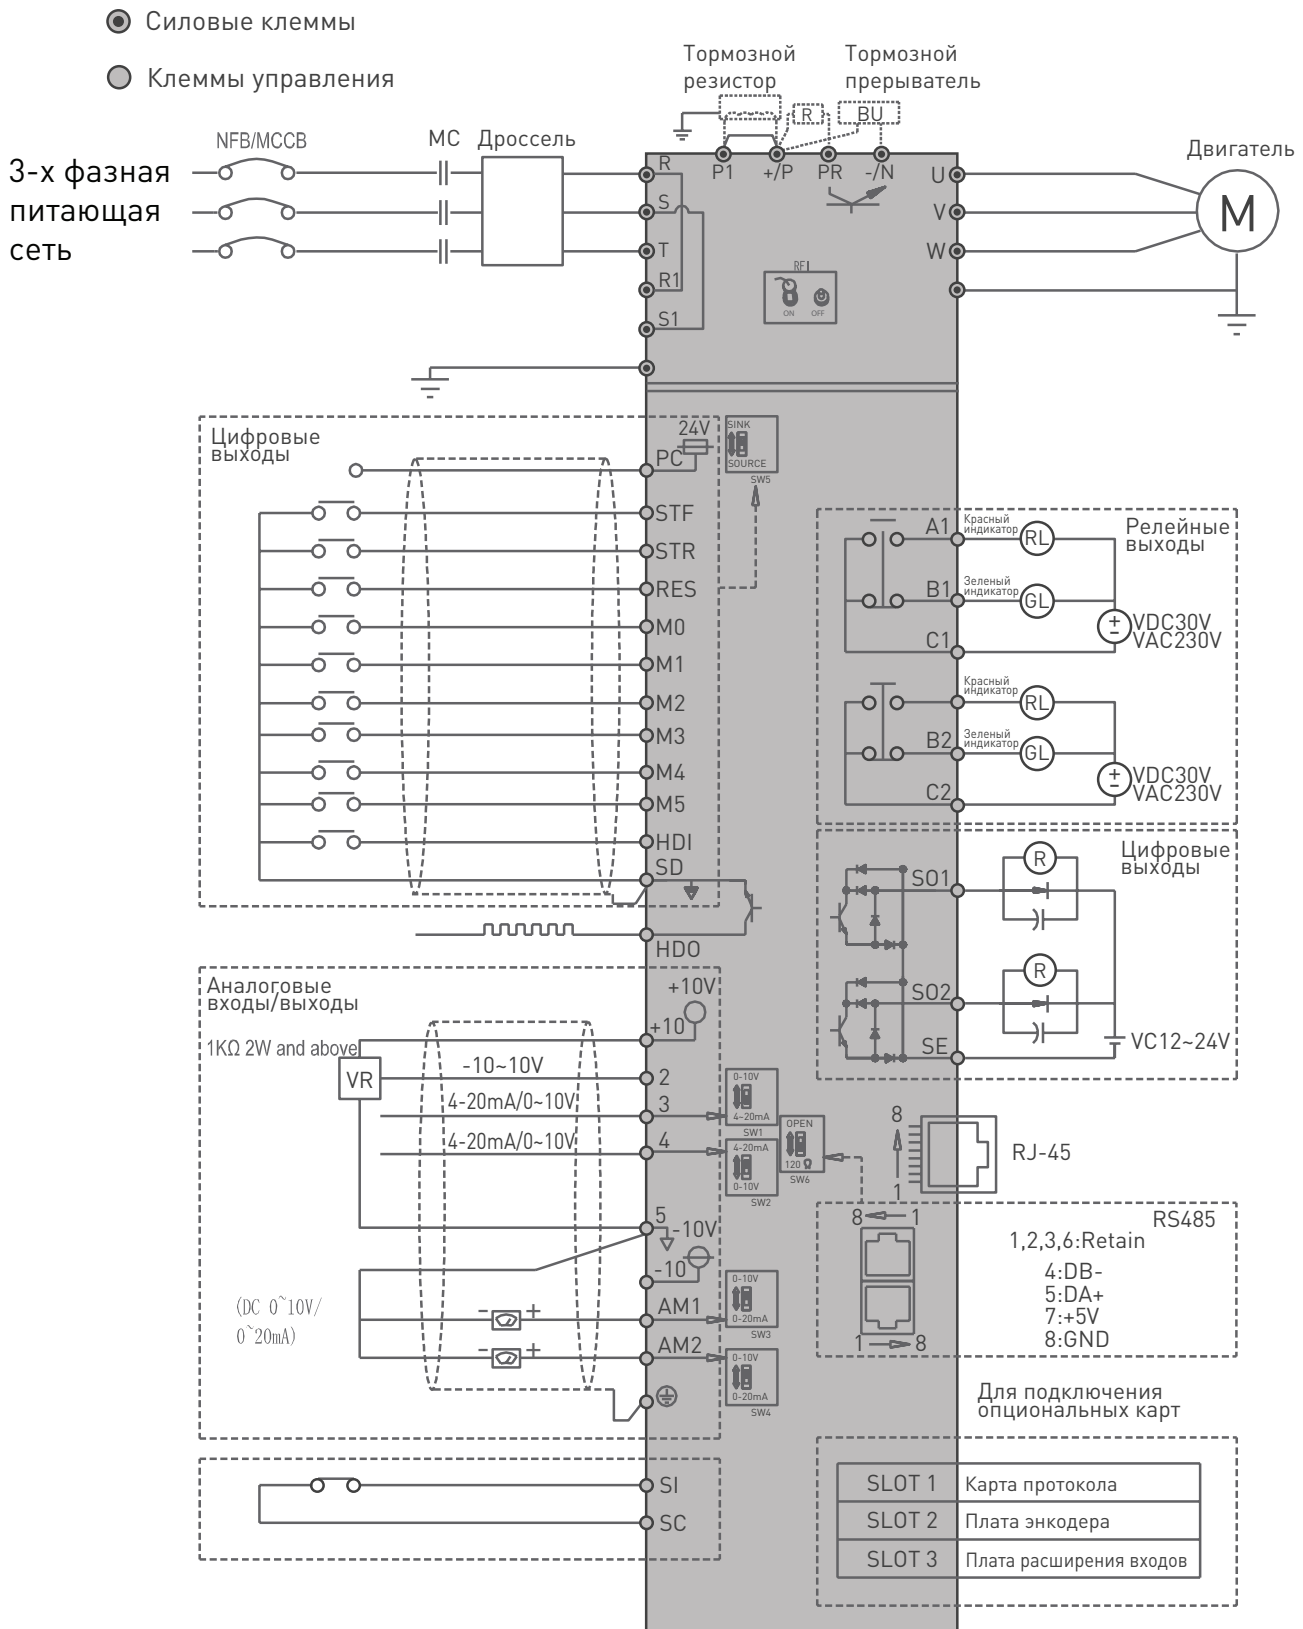 Силовые клеммы
Клеммы управления
Тормозной
резистор
Тормозной
прерыватель
R
BU
NFB/MCCB
MC
Дроссель
3-х фазная
питающая
сеть
R
S
T
R1
S1
P1
+/P
PR
-/N
U
V
W
Двигатель
M
RFI
ON
OFF
Цифровые
выходы
24V
PC
SINK
SOURCE
SW5
STF
STR
RES
M0
M1
M2
M3
M4
M5
HDI
SD
HDO
Релейные
выходы
A1
Красный
индикатор
RL
B1
Зеленый
индикатор
GL
C1
+
-
VDC30V
VAC230V
Красный
индикатор
RL
B2
Зеленый
индикатор
GL
C2
+
-
VDC30V
VAC230V
Цифровые
выходы
R
SO1
R
SO2
SE
VC12~24V
Аналоговые
входы/выходы
+10V
+10
1KΩ 2W and above
VR
-10~10V
2
4-20mA/0~10V
3
4-20mA/0~10V
4
0-10V
4~20mA
SW1
4-20mA
0-10V
SW2
OPEN
120 Ω
SW6
5
-10V
-10
(DC 0~10V/
0~20mA)
- +
AM1
- +
AM2
0-10V
0-20mA
SW3
0-10V
0-20mA
SW4
8
1
RJ-45
RS485
8
1
1
8
1,2,3,6:Retain
4:DB-
5:DA+
7:+5V
8:GND
Для подключения
опциональных карт
SI
SC
SLOT 1 Карта протокола
SLOT 2 Плата энкодера
SLOT 3 Плата расширения входов